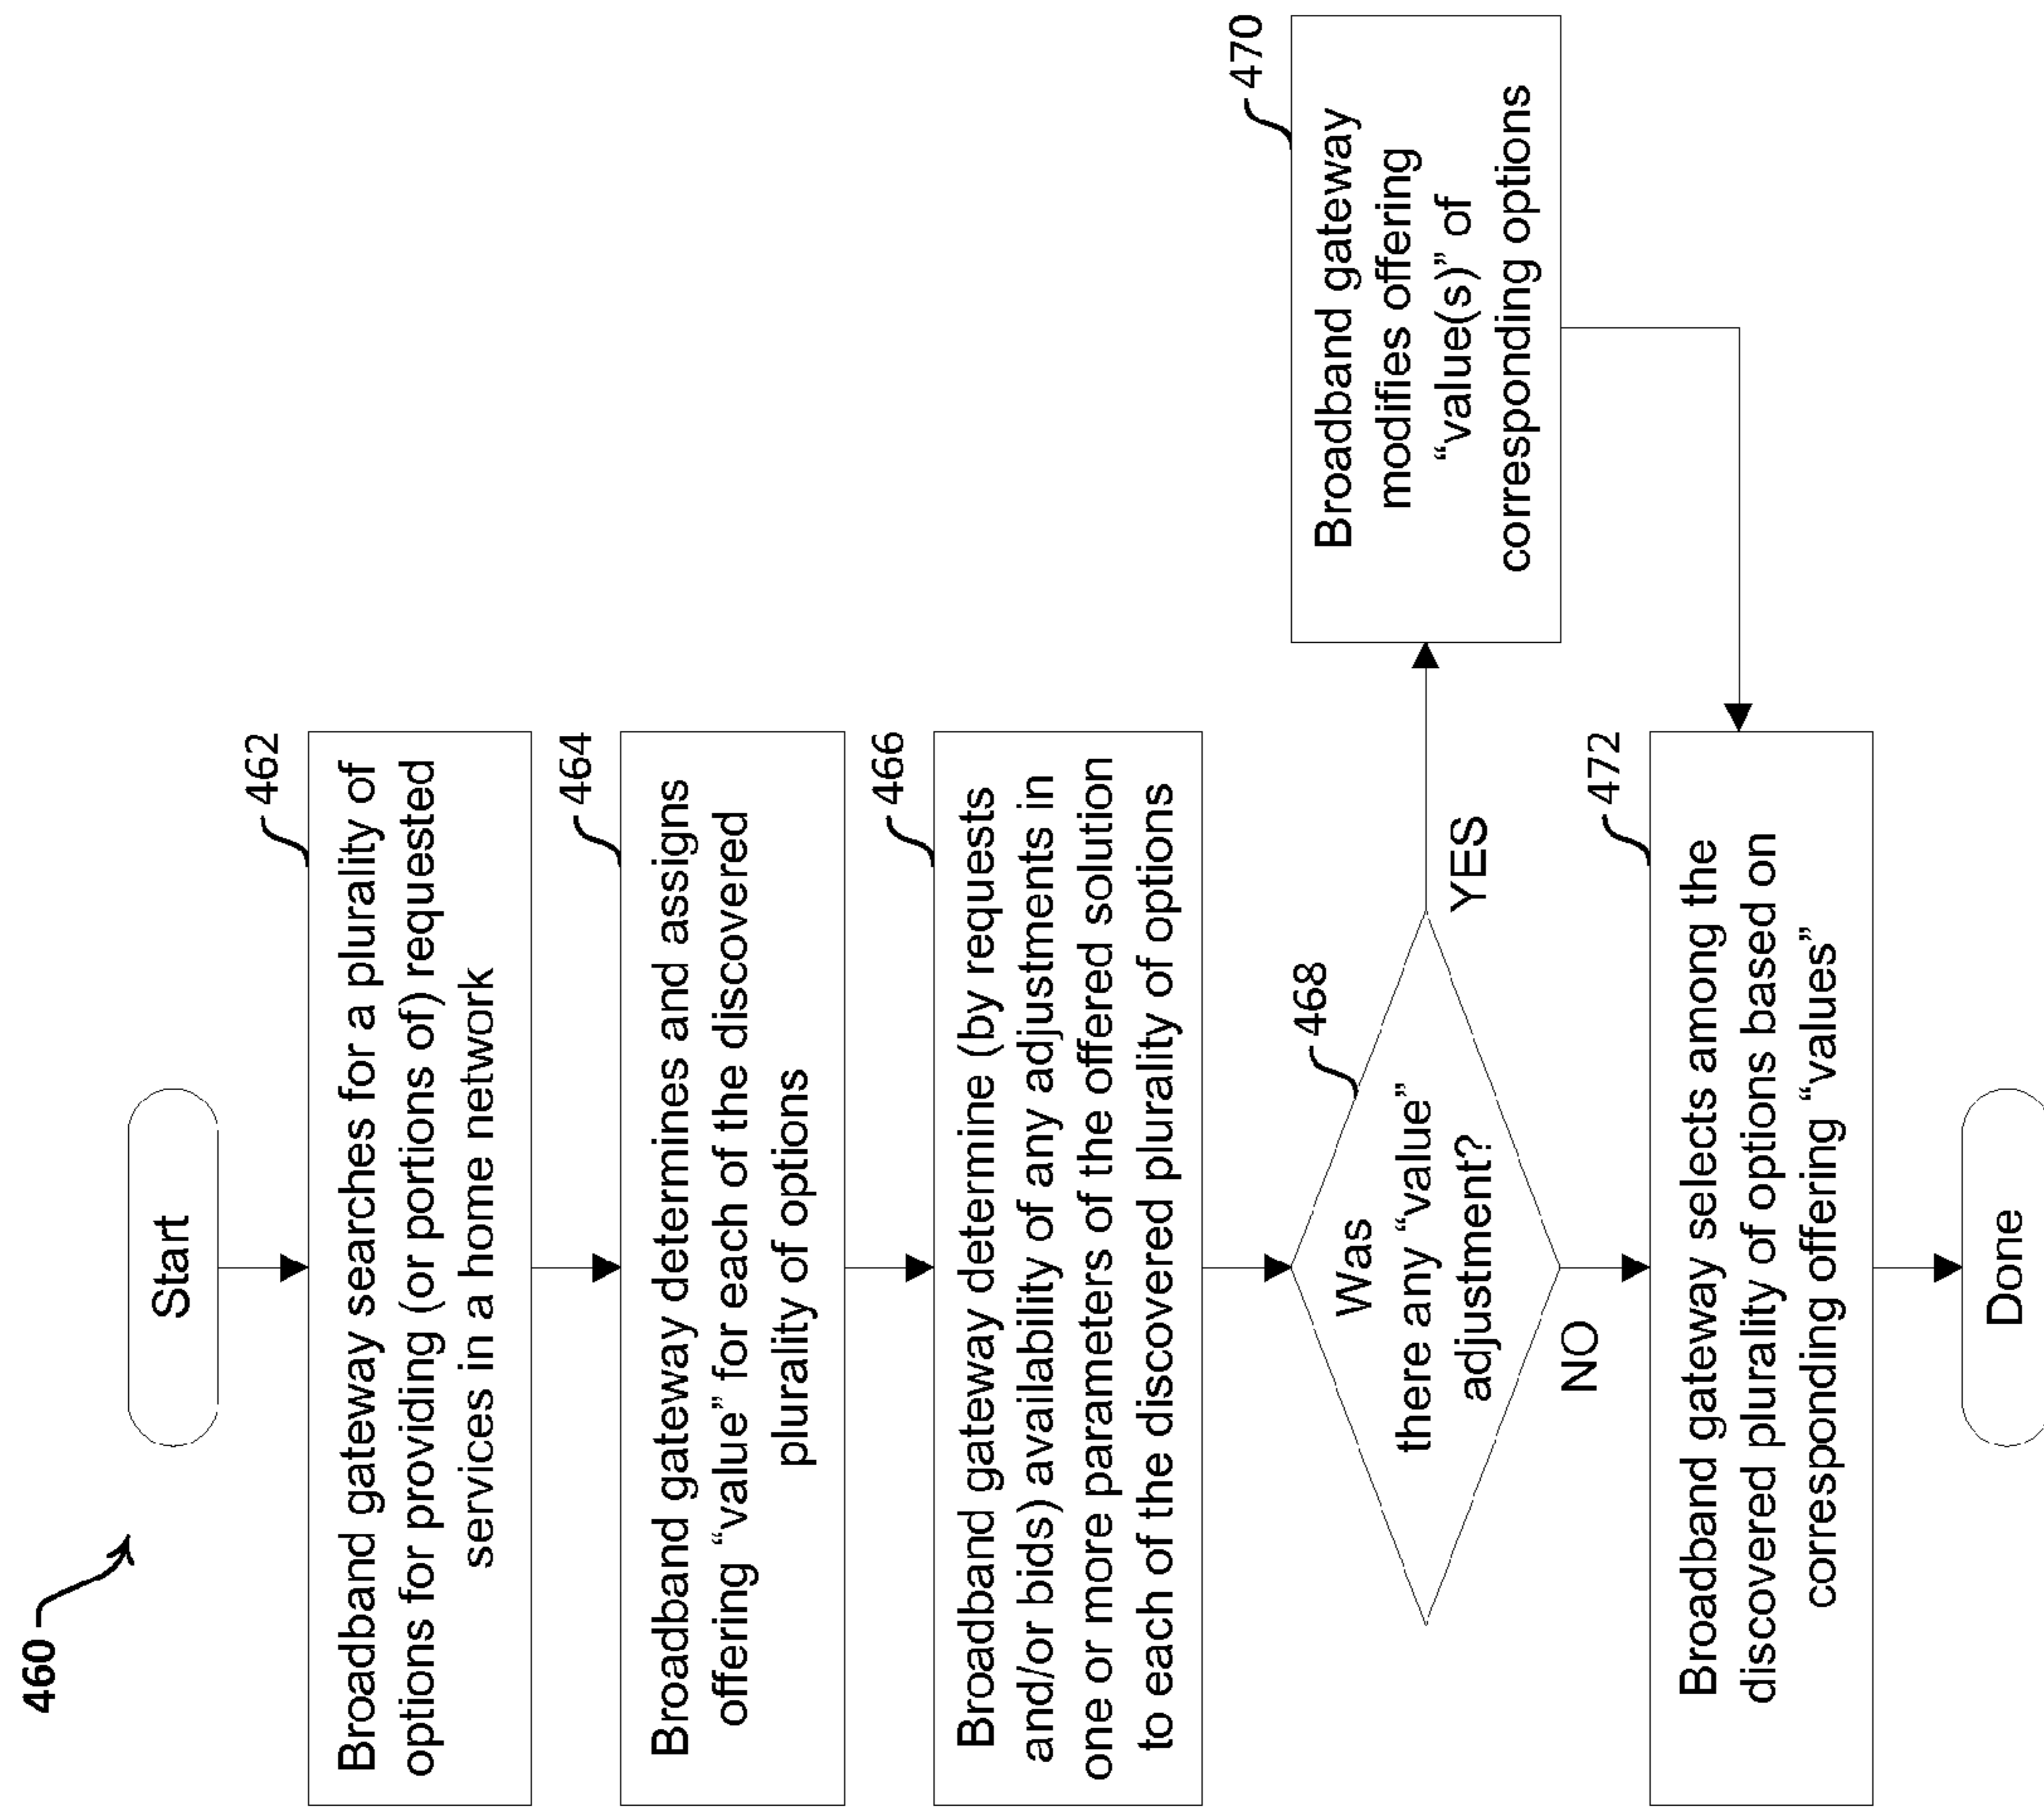 460
Start
462
Broadband gateway searches for a plurality of
options for providing (or portions of) requested
services in a home network
464
Broadband gateway determines and assigns
offering “value” for each of the discovered
plurality of options
466
Broadband gateway determine (by requests
and/or bids) availability of any adjustments in
one or more parameters of the offered solution
to each of the discovered plurality of options
468
Was
there any “value”
adjustment?
YES
NO
470
Broadband gateway
modifies offering
“value(s)” of
corresponding options
472
Broadband gateway selects among the
discovered plurality of options based on
corresponding offering “values”
Done